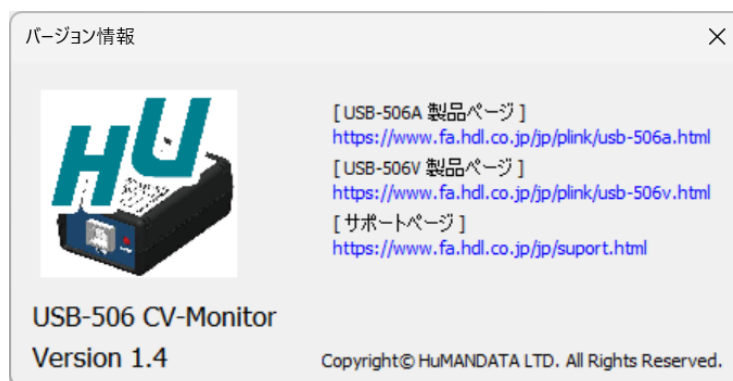 バージョン情報
HU
[ USB-506A 製品ページ ]
https://www.fa.hdl.co.jp/jp/plink/usb-506a.html
[ USB-506V 製品ページ ]
https://www.fa.hdl.co.jp/jp/plink/usb-506v.html
[ サポートページ ]
https://www.fa.hdl.co.jp/jp/suport.html
USB-506 CV-Monitor
Version 1.4
Copyright© HuMANDATA LTD. All Rights Reserved.